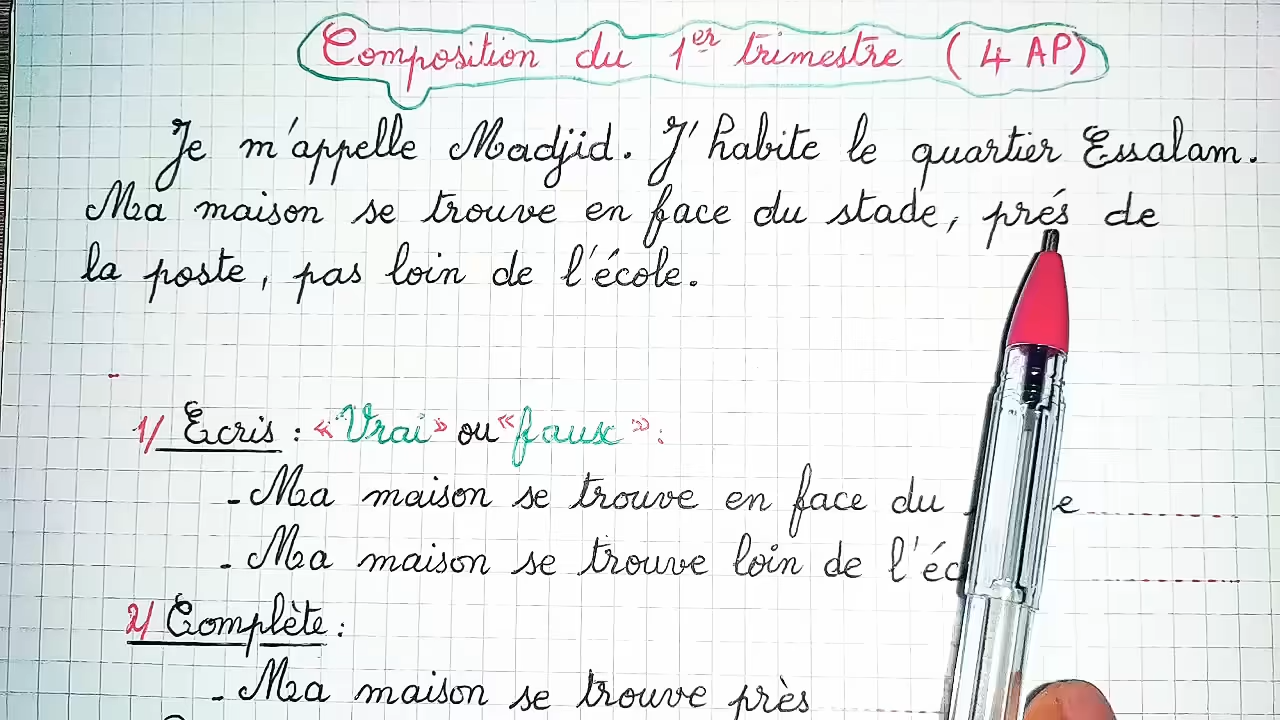 Composition du 1er trimestre (4 AP)
Je m'appelle Madjid. J'habite le quartier Essalam.
Ma maison se trouve en face du stade, prés de
la poste, pas loin de l'école.
1/ Ecris : «Vrai» ou «faux»:
- Ma maison se trouve en face du
- Ma maison se trouve loin de
2/ Complète :
- Ma maison se trouve près